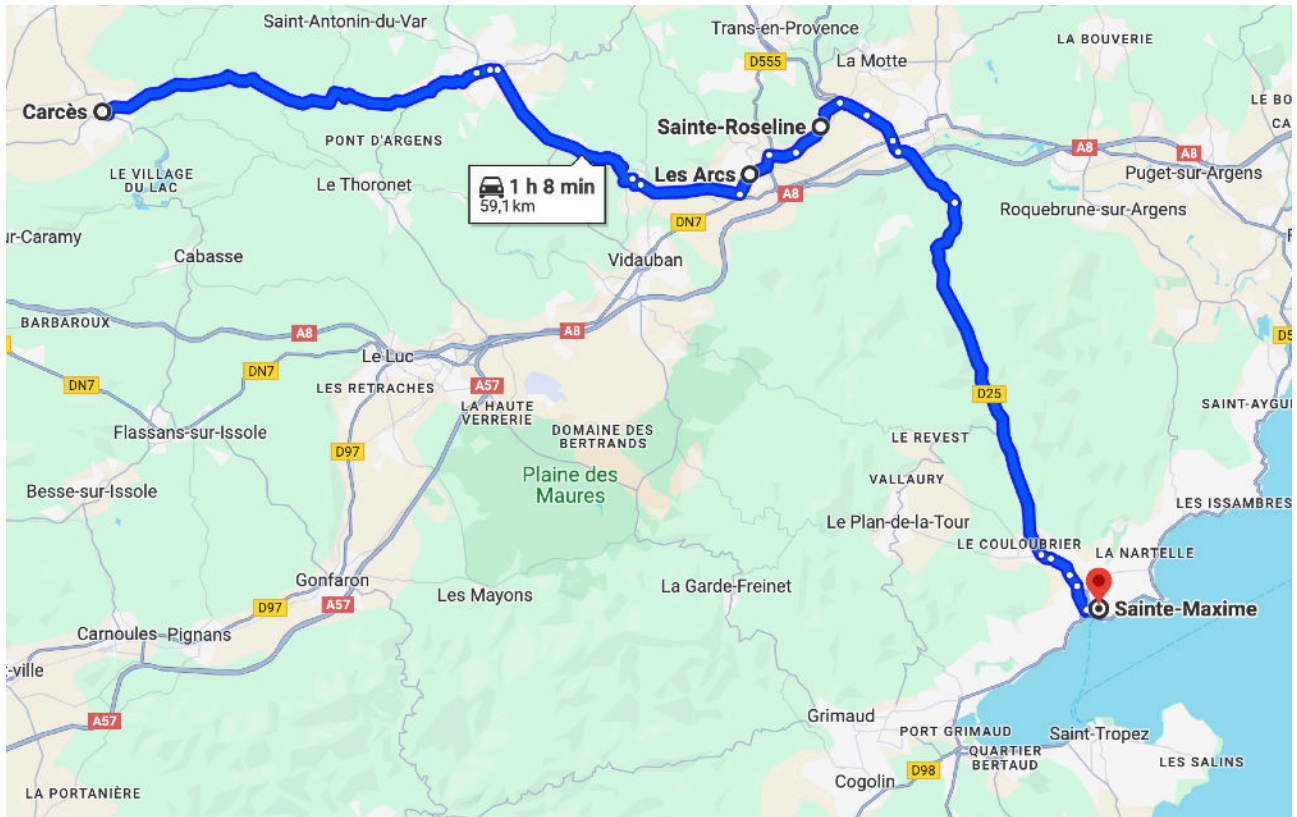 Saint-Antonin-du-Var
Trans-en-Provence
LA BOUVERIE
D555
La Motte
LE BO
CA
Carcès
Sainte-Roseline
PONT D'ARGENS
A8
A8
LE VILLAGE
DU LAC
Le Thoronet
Les Arcs
Puget-sur-Argens
1 h 8 min
59,1 km
A8
Roquebrune-sur-Argens
DN7
ur-Caramy
Cabasse
Vidauban
BARBAROUX
A8
A8
D5
Le Luc
DN7
DN7
LES RETRACHES
A57
D25
LA HAUTE
VERRERIE
SAINT-AYGU
Flassans-sur-Issole
DOMAINE DES
BERTRANDS
LE REVEST
D97
Plaine des
Maures
VALLAURY
Besse-sur-Issole
LES ISSAMBRES
Le Plan-de-la-Tour
LE COULOUBRIER
LA NARTELLE
Gonfaron
Les Mayons
La Garde-Freinet
Sainte-Maxime
D97
A57
Carnoules
Pignans
t-ville
A57
Grimaud
PORT GRIMAUD
Saint-Tropez
QUARTIER
BERTAUD
LES SALINS
D98
Cogolin
LA PORTANIÈRE